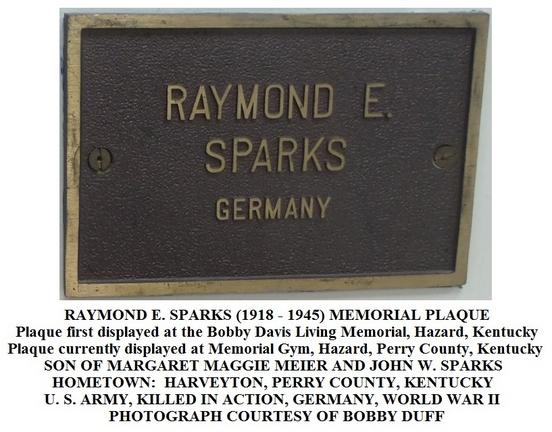 RAYMOND E.
SPARKS
GERMANY
RAYMOND E. SPARKS (1918 - 1945) MEMORIAL PLAQUE
Plaque first displayed at the Bobby Davis Living Memorial, Hazard, Kentucky
Plaque currently displayed at Memorial Gym, Hazard, Perry County, Kentucky
SON OF MARGARET MAGGIE MEIER AND JOHN W. SPARKS
HOMETOWN: HARVEYTON, PERRY COUNTY, KENTUCKY
U. S. ARMY, KILLED IN ACTION, GERMANY, WORLD WAR II
PHOTOGRAPH COURTESY OF BOBBY DUFF